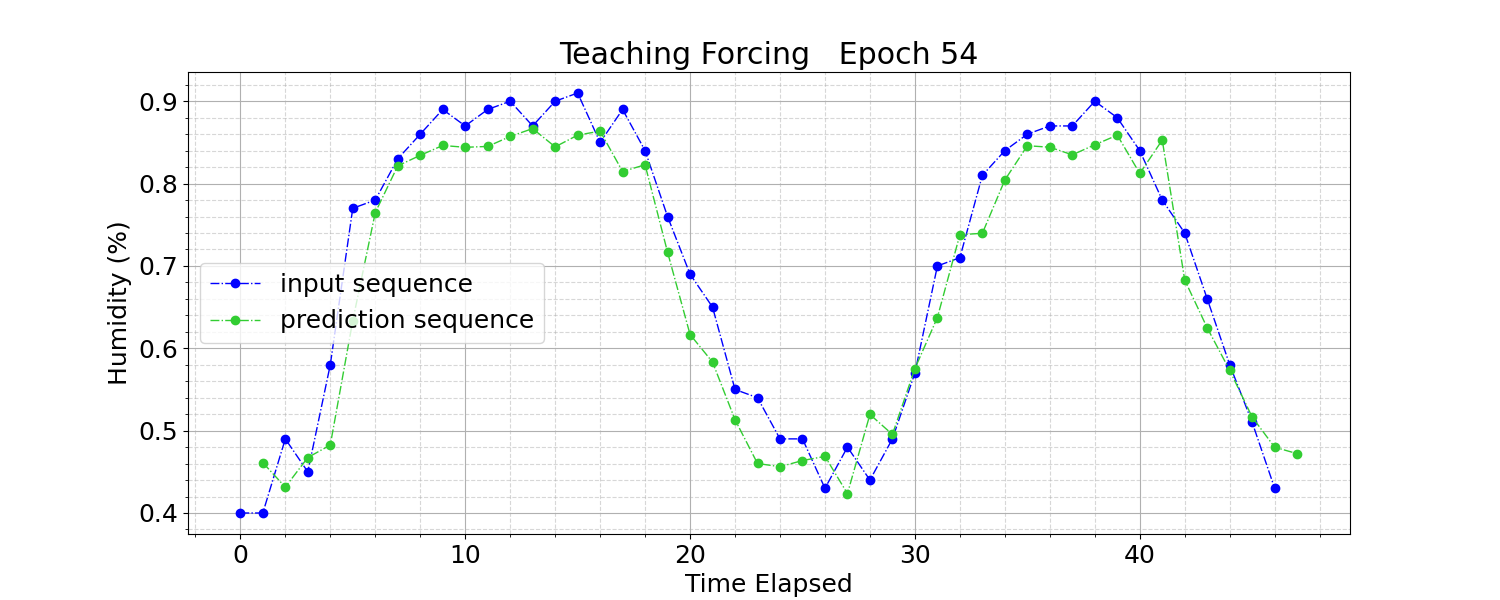 Teaching Forcing   Epoch 54
Humidity (%)
0.9
0.8
0.7
0.6
0.5
0.4
input sequence
prediction sequence
0 10 20 30 40
Time Elapsed